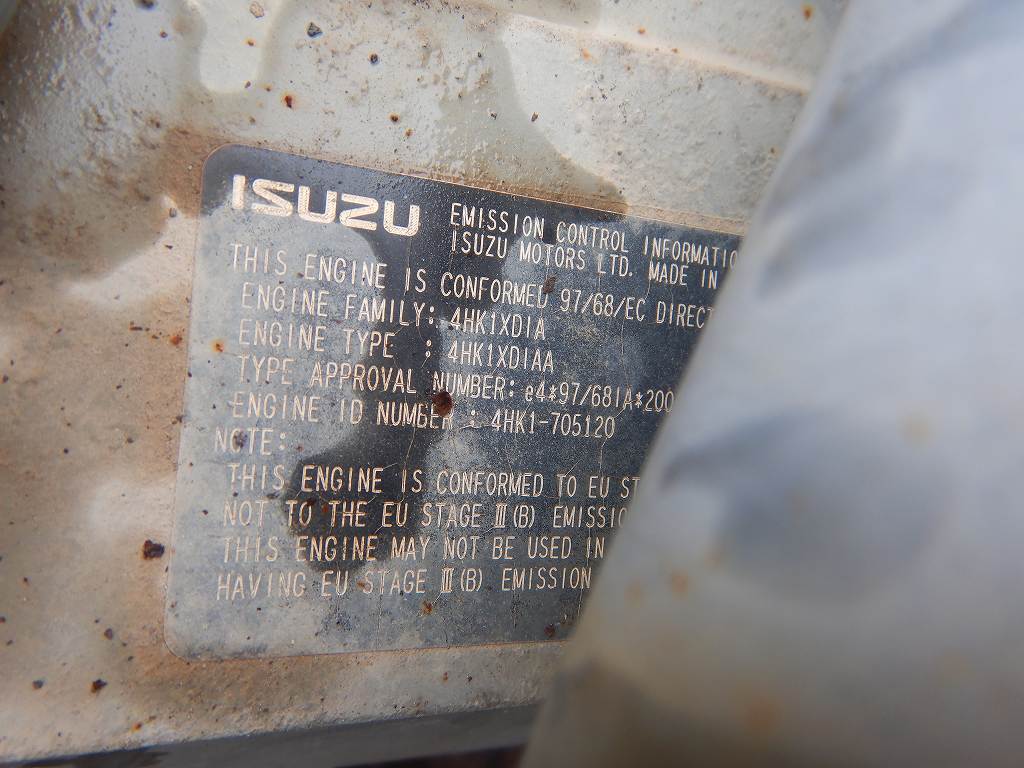 ISUZU
EMISSION CONTROL INFORMATIO
ISUZU MOTORS LTD. MADE IN
THIS ENGINE IS CONFORMED 97/68/EC DIRECT
ENGINE FAMILY: 4HK1XDIA
ENGINE TYPE : 4HK1XDIAA
TYPE APPROVAL NUMBER: e4*97/68IA*200
ENGINE ID NUMBER : 4HK1-705120
NOTE:
THIS ENGINE IS CONFORMED TO EU ST
NOT TO THE EU STAGE Ⅲ(B) EMISSIO
THIS ENGINE MAY NOT BE USED IN
HAVING EU STAGE Ⅲ(B) EMISSION